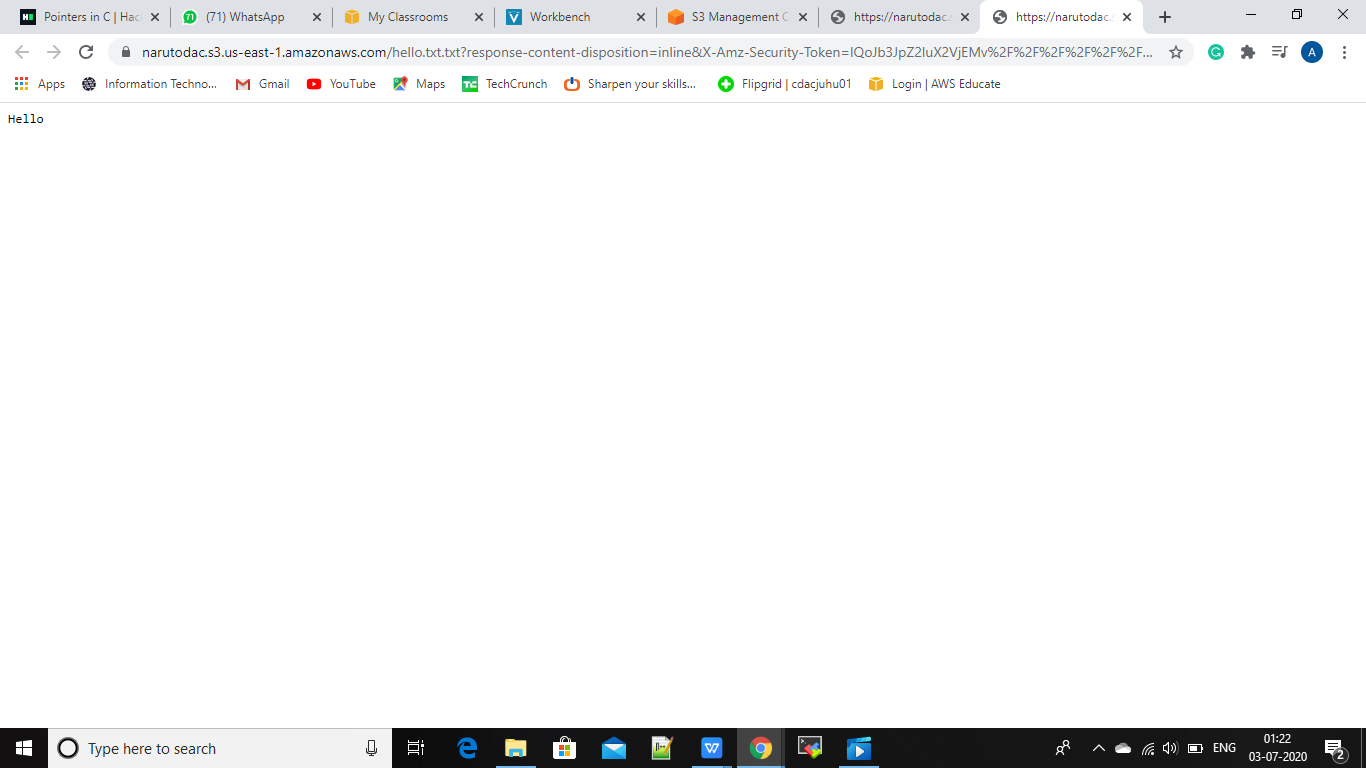 Pointers in C | Hac
(71) WhatsApp
My Classrooms
Workbench
S3 Management C
https://narutodac.s
https://narutodac.s
narutodac.s3.us-east-1.amazonaws.com/hello.txt.txt?response-content-disposition=inline&X-Amz-Security-Token=IQoJb3JpZ2luX2VjEMv%2F%2F%2F%2F%2F%2F...
A
Apps
Information Techno...
Gmail
YouTube
Maps
TC
TechCrunch
Sharpen your skills...
Flipgrid | cdacjuhu01
Login | AWS Educate
Hello
Type here to search
ENG
01:22
03-07-2020
2